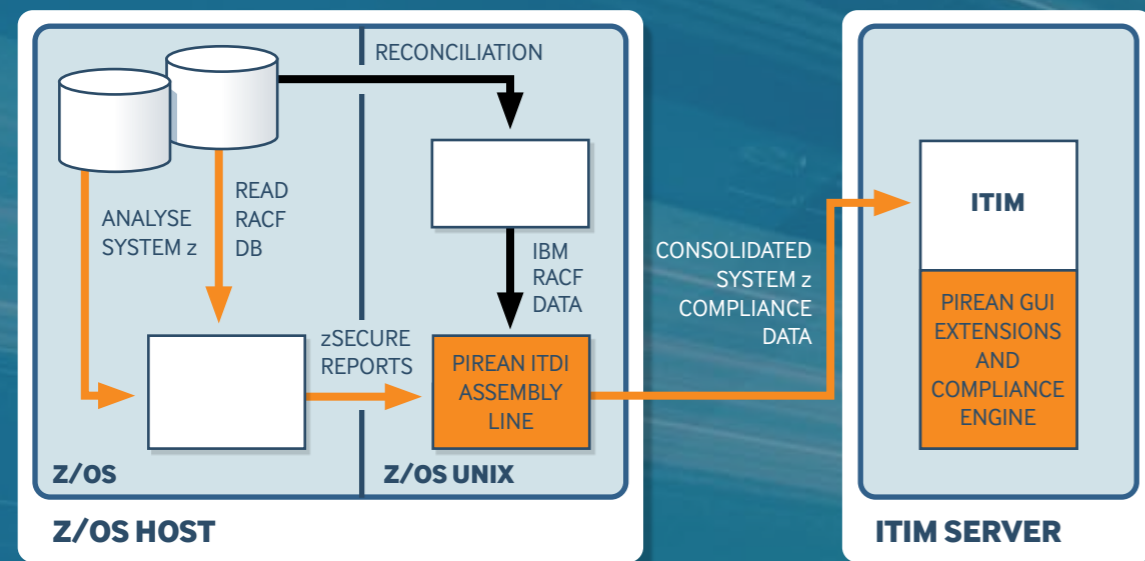 RECONCILIATION
ANALYSE
SYSTEM z
READ
RACF
DB
IBM
RACF
DATA
zSECURE
REPORTS
PIREAN ITDI
ASSEMBLY
LINE
Z/OS
Z/OS UNIX
Z/OS HOST
CONSOLIDATED
SYSTEM z
COMPLIANCE
DATA
ITIM
PIREAN GUI
EXTENSIONS
AND
COMPLIANCE
ENGINE
ITIM SERVER